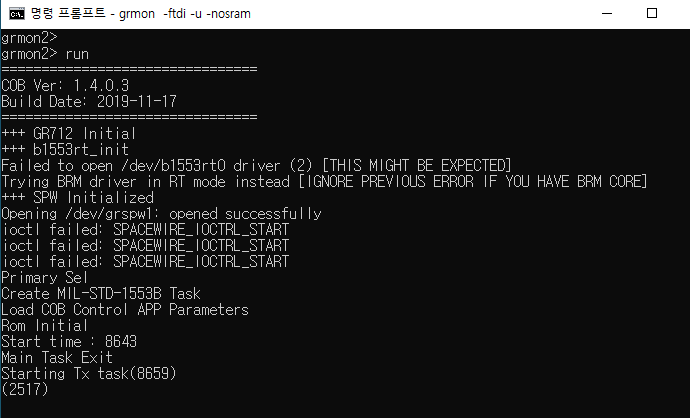 명령 프롬프트 - grmon  -ftdi -u -nosram
grmon2>
grmon2> run
================================
COB Ver: 1.4.0.3
Build Date: 2019-11-17
================================
+++ GR712 Initial
+++ b1553rt_init
Failed to open /dev/b1553rt0 driver (2) [THIS MIGHT BE EXPECTED]
Trying BRM driver in RT mode instead [IGNORE PREVIOUS ERROR IF YOU HAVE BRM CORE]
+++ SPW Initialized
Opening /dev/grspw1: opened successfully
ioctl failed: SPACEWIRE_IOCTRL_START
ioctl failed: SPACEWIRE_IOCTRL_START
ioctl failed: SPACEWIRE_IOCTRL_START
Primary Sel
Create MIL-STD-1553B Task
Load COB Control APP Parameters
Rom Initial
Start time : 8643
Main Task Exit
Starting Tx task(8659)
(2517)